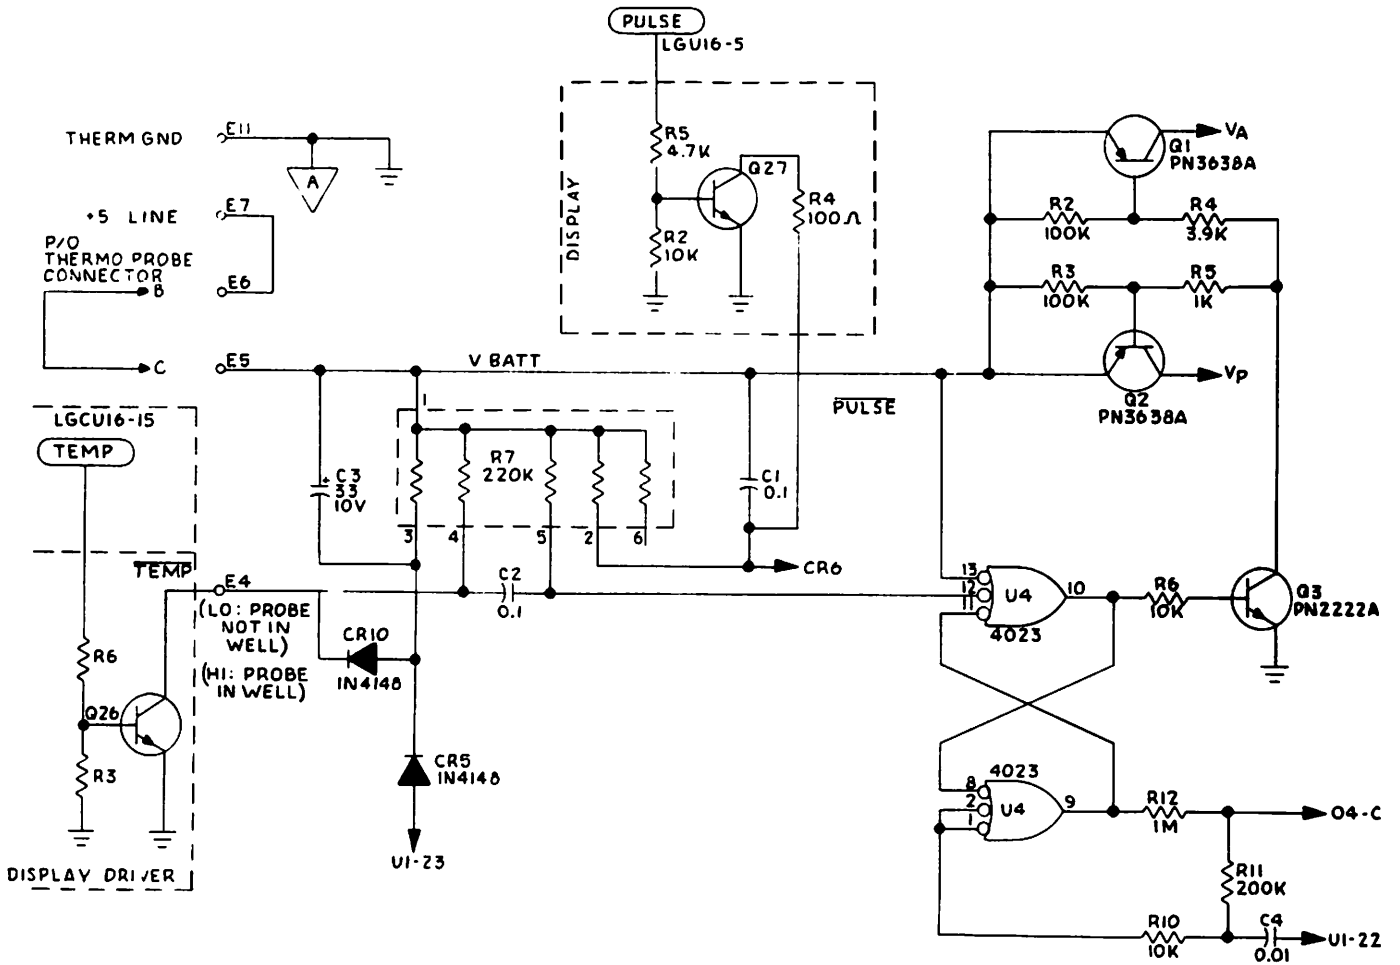 PULSE
LGU16-5
THERM GND
E11
A
+5 LINE
E7
P/O
THERMO PROBE
CONNECTOR
B
E6
C
E5
DISPLAY
R5
4.7K
Q27
R4
100Ω
R2
10K
VA
Q1
PN3638A
R2
100K
R4
3.9K
R3
100K
R5
1K
VP
Q2
PN3638A
V BATT
PULSE
LGCU16-15
TEMP
1
R7
220K
C3
+
33
10V
C1
0.1
3
4
5
2
6
CR6
TEMP
E4
(LO: PROBE
NOT IN
WELL)
(HI: PROBE
IN WELL)
C2
0.1
CR10
1N4148
13
12
11
U4
10
4023
R6
10K
Q3
PN2222A
R6
Q26
R3
CR5
1N4148
U1-23
DISPLAY DRIVER
4023
8
2
1
U4
9
R12
1M
04-C
R11
200K
R10
10K
C4
0.01
U1-22